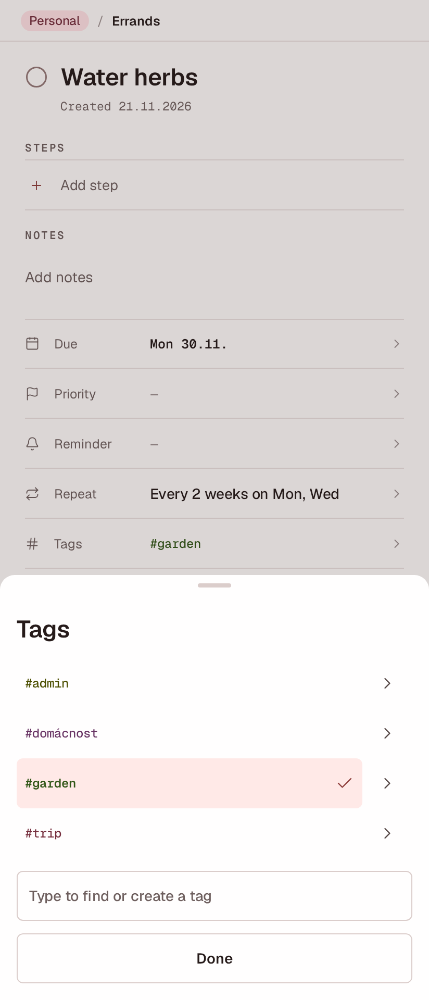 Personal / Errands
Water herbs
Created 21.11.2026
STEPS
+ Add step
NOTES
Add notes
Due Mon 30.11.
Priority –
Reminder –
Repeat Every 2 weeks on Mon, Wed
Tags #garden
Tags
#admin
#domácnost
#garden
#trip
Type to find or create a tag
Done